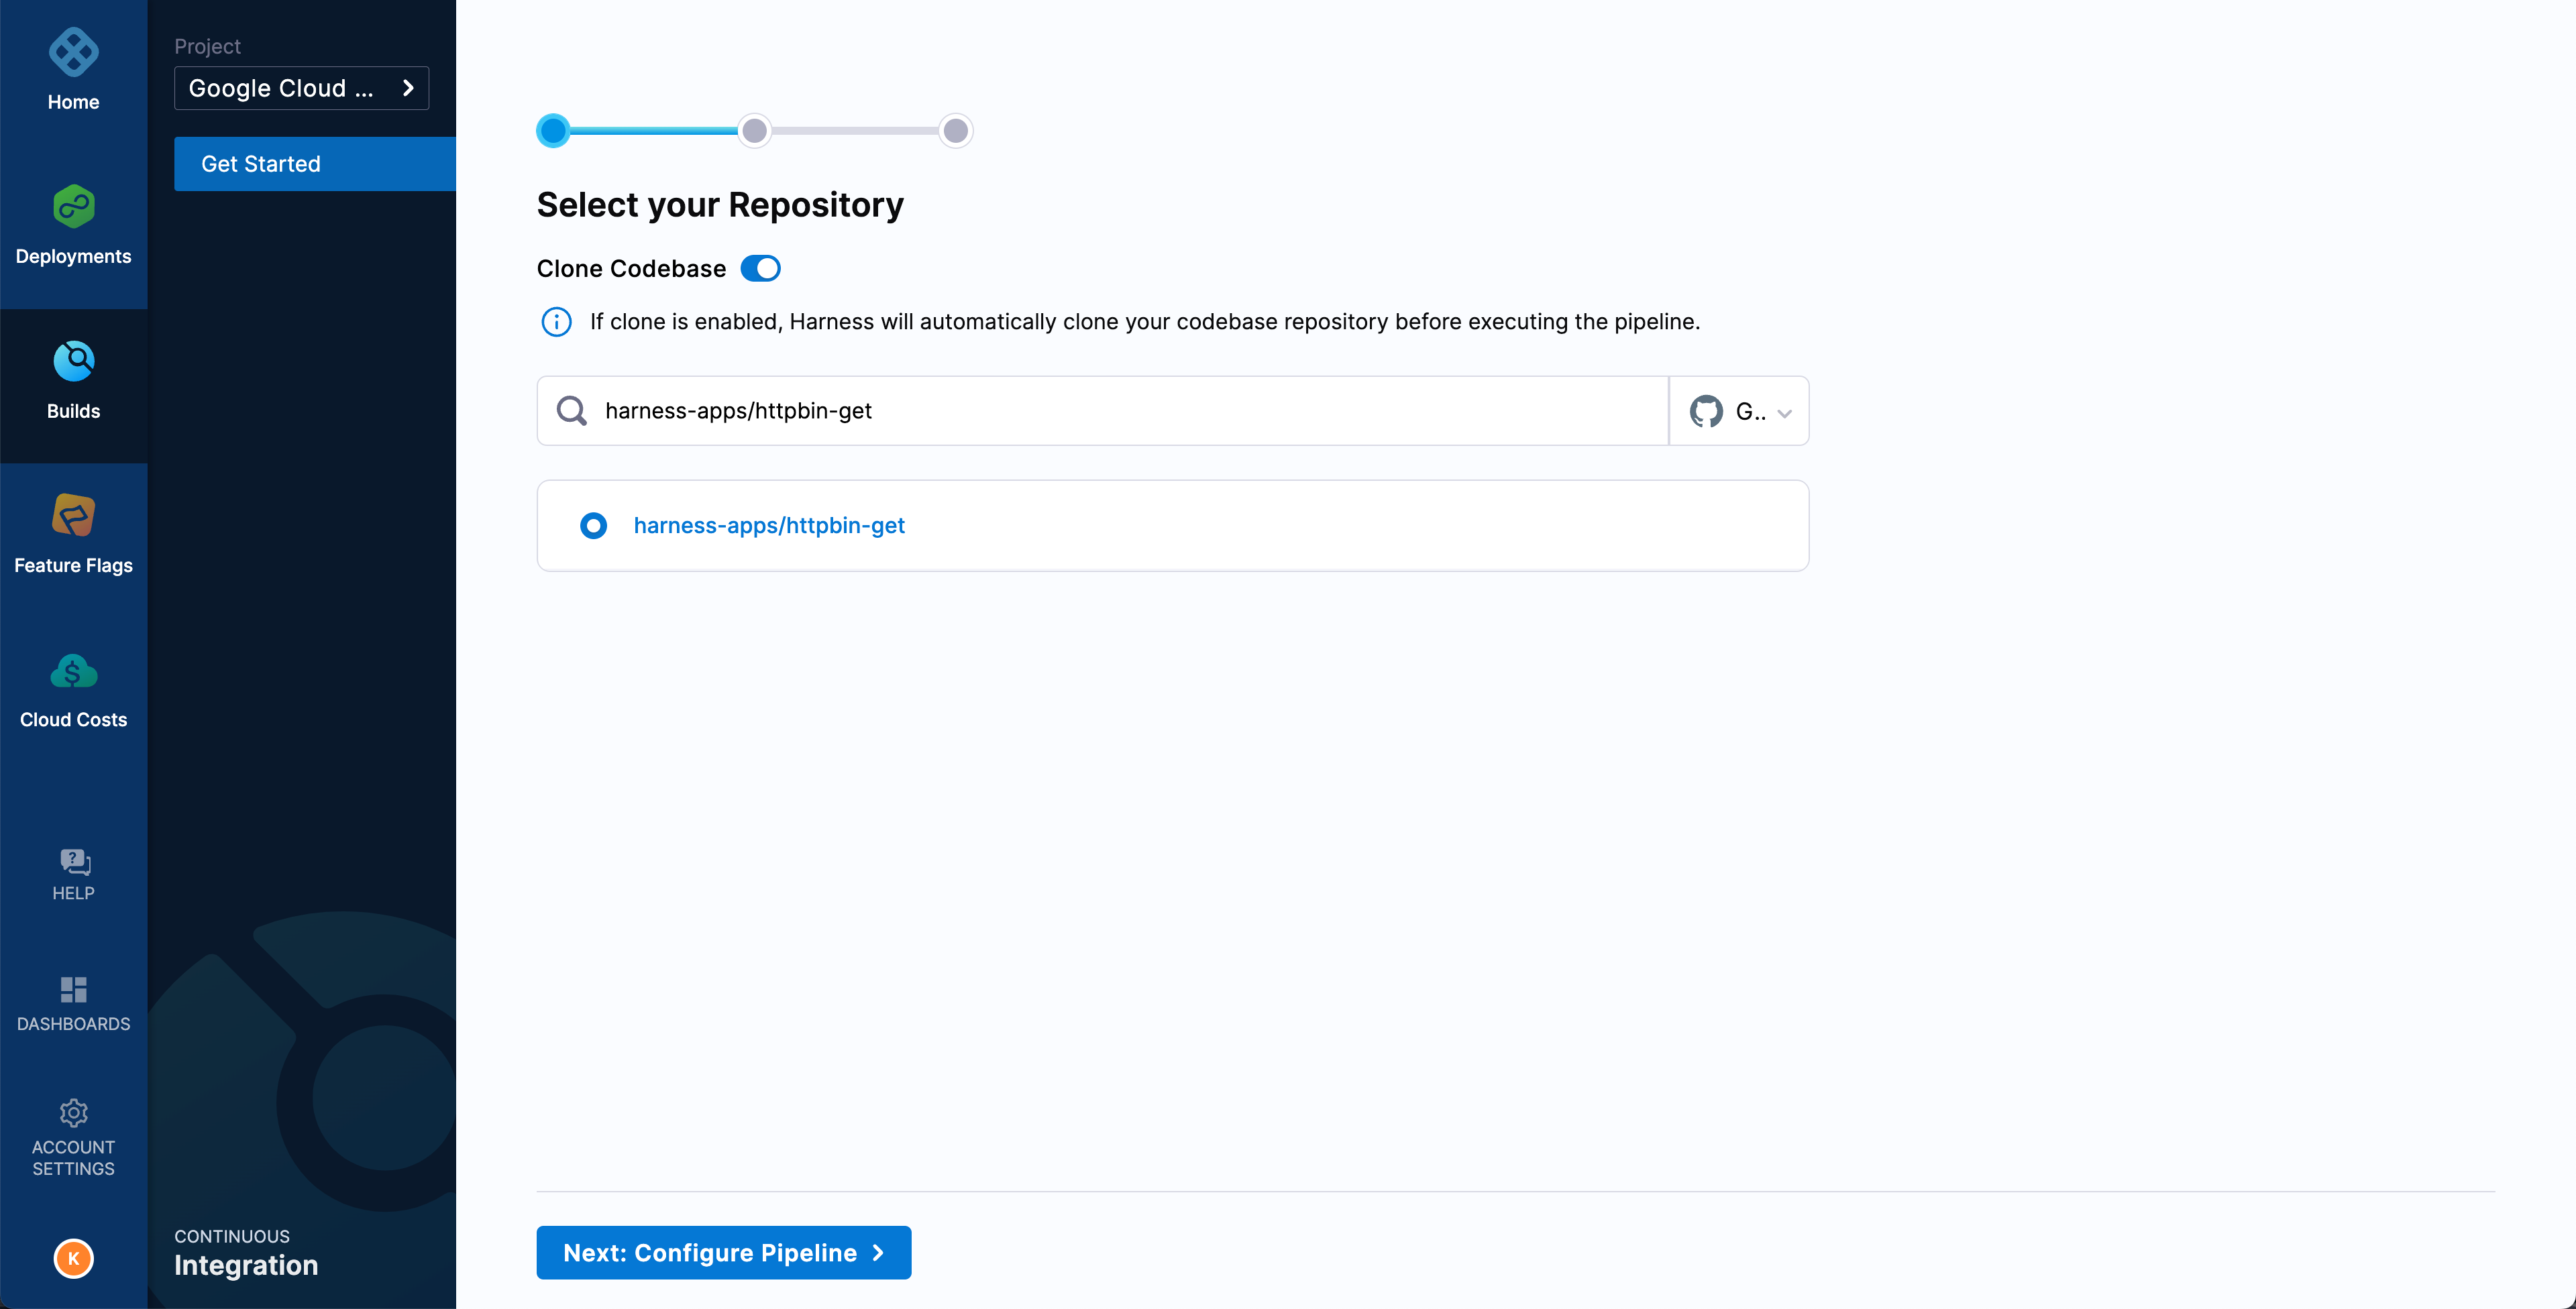 Home
Deployments
Builds
Feature Flags
Cloud Costs
HELP
DASHBOARDS
ACCOUNT
SETTINGS
K
Project
Google Cloud ...
Get Started
CONTINUOUS
Integration
Select your Repository
Clone Codebase
If clone is enabled, Harness will automatically clone your codebase repository before executing the pipeline.
harness-apps/httpbin-get
G..
harness-apps/httpbin-get
Next: Configure Pipeline